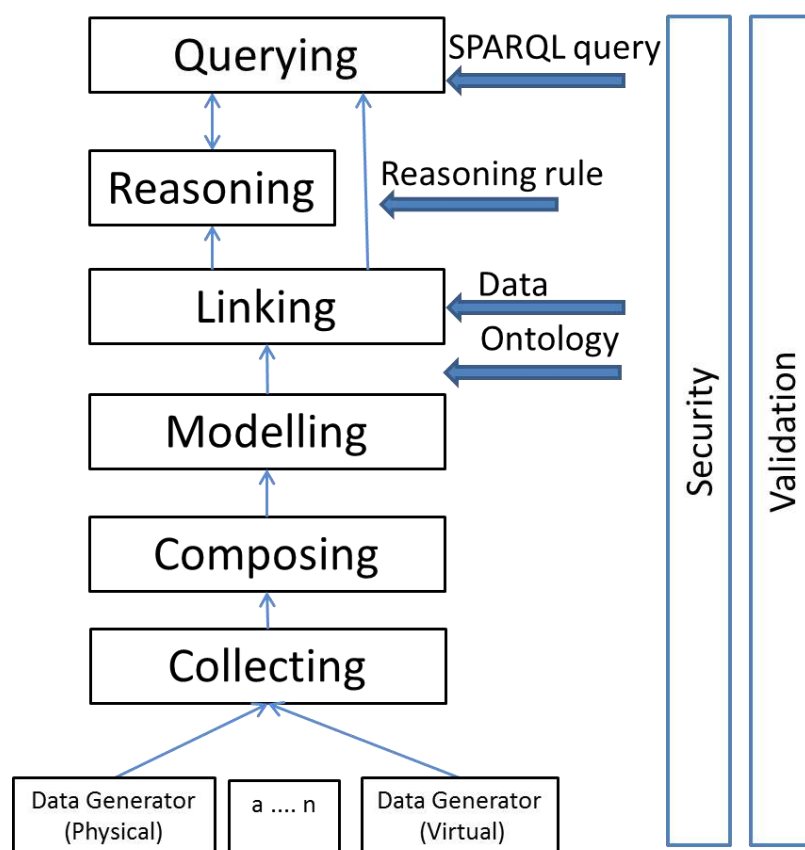 Querying
SPARQL query
Reasoning
Reasoning rule
Linking
Data
Ontology
Modelling
Composing
Collecting
Data Generator
(Physical)
a .... n
Data Generator
(Virtual)
Security
Validation